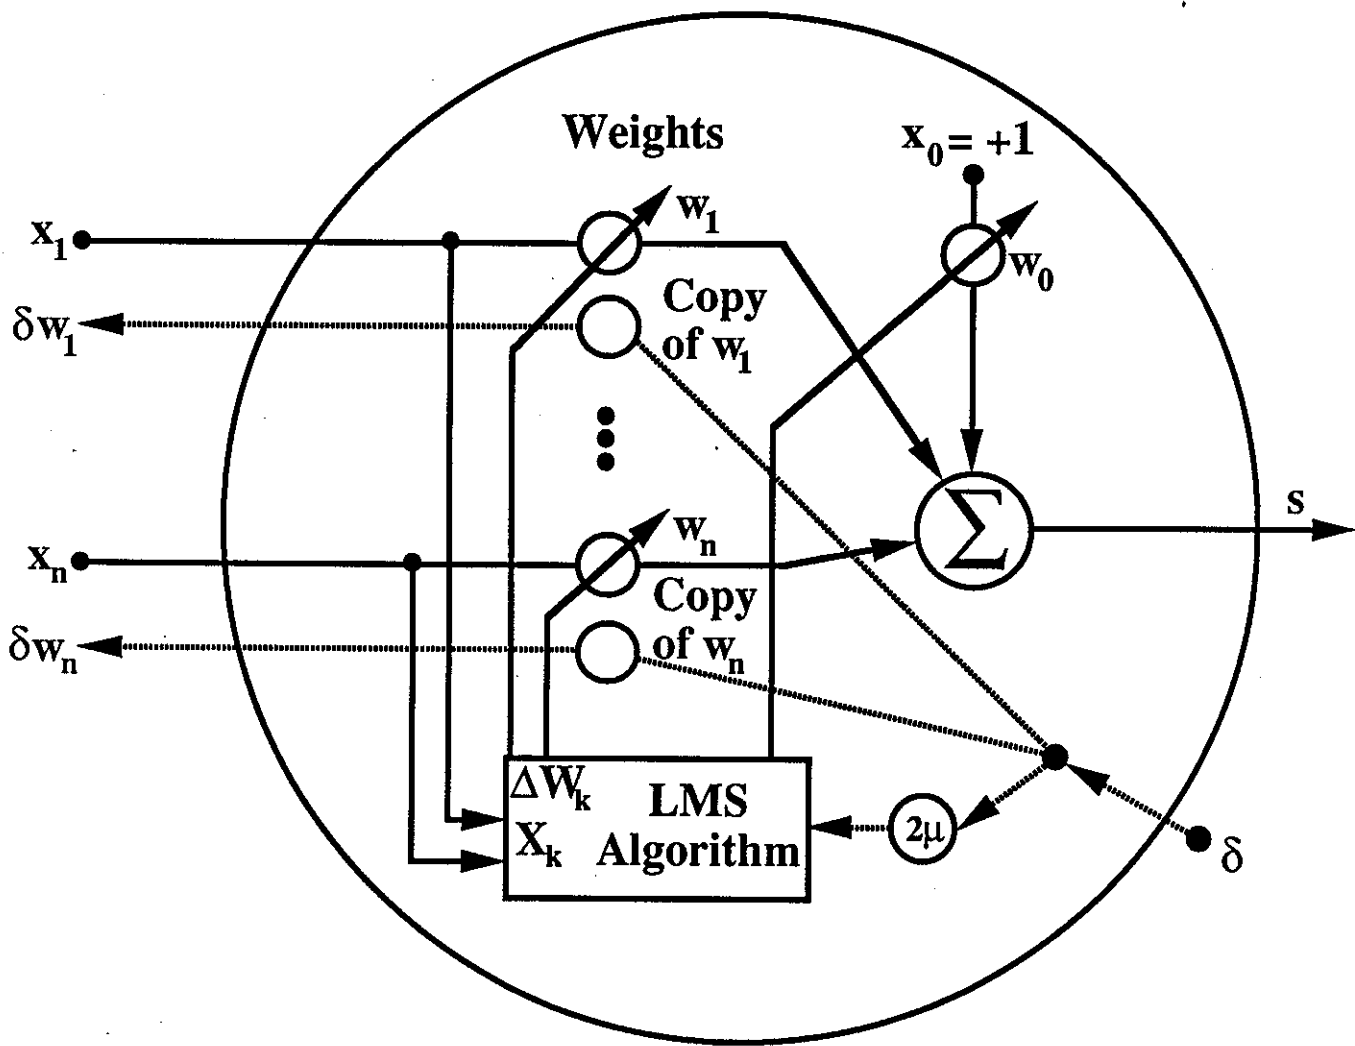 Weights
x₀ = +1
x₁
w₁
w₀
Copy
of w₁
δw₁
Σ
s
xₙ
wₙ
Copy
of wₙ
δwₙ
ΔWₖ
LMS
Xₖ
Algorithm
2μ
δ